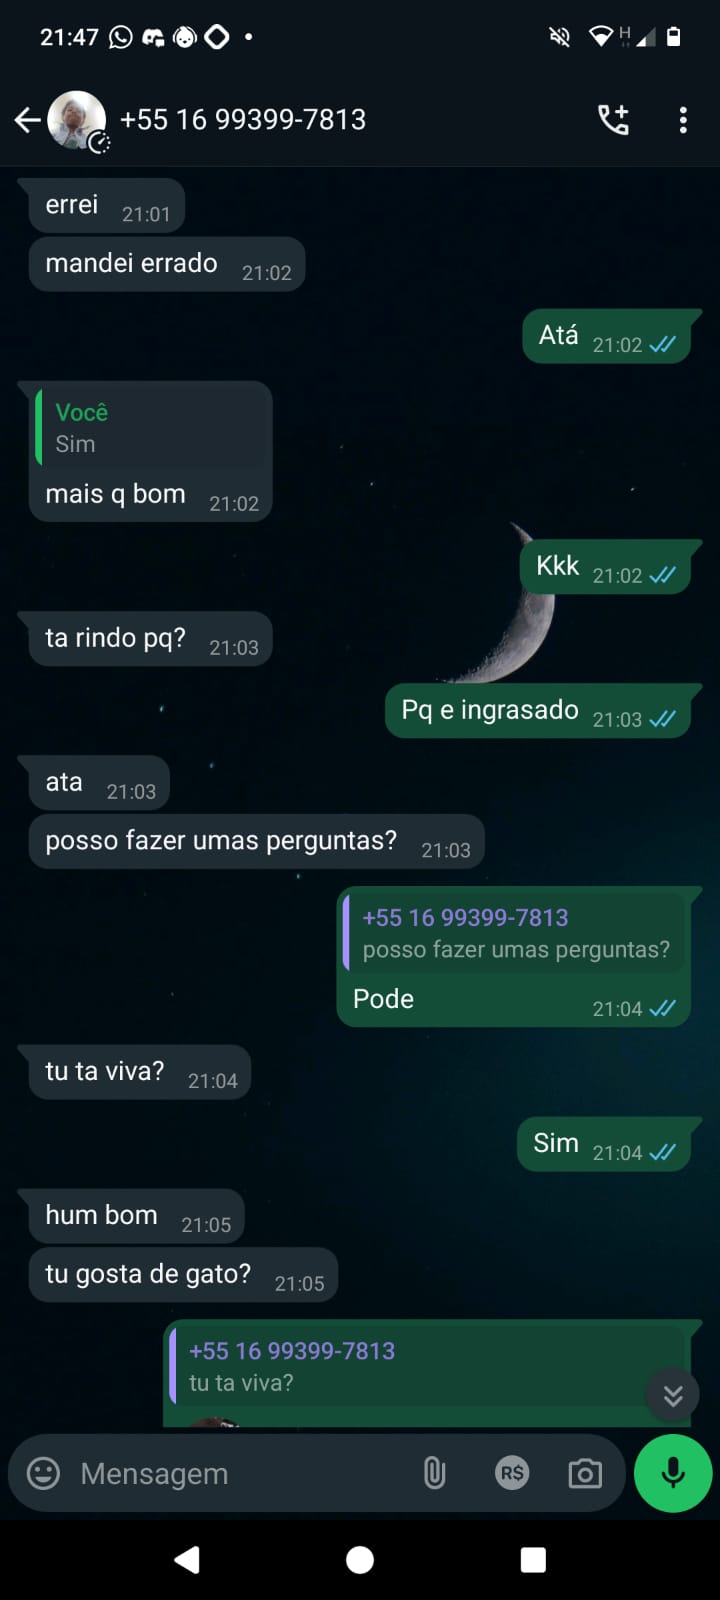 21:47
H
+55 16 99399-7813
errei 21:01
mandei errado 21:02
Atá 21:02
Você
Sim
mais q bom 21:02
Kkk 21:02
ta rindo pq? 21:03
Pq e ingrasado 21:03
ata 21:03
posso fazer umas perguntas? 21:03
+55 16 99399-7813
posso fazer umas perguntas?
Pode 21:04
tu ta viva? 21:04
Sim 21:04
hum bom 21:05
tu gosta de gato? 21:05
+55 16 99399-7813
tu ta viva?
Mensagem
R$